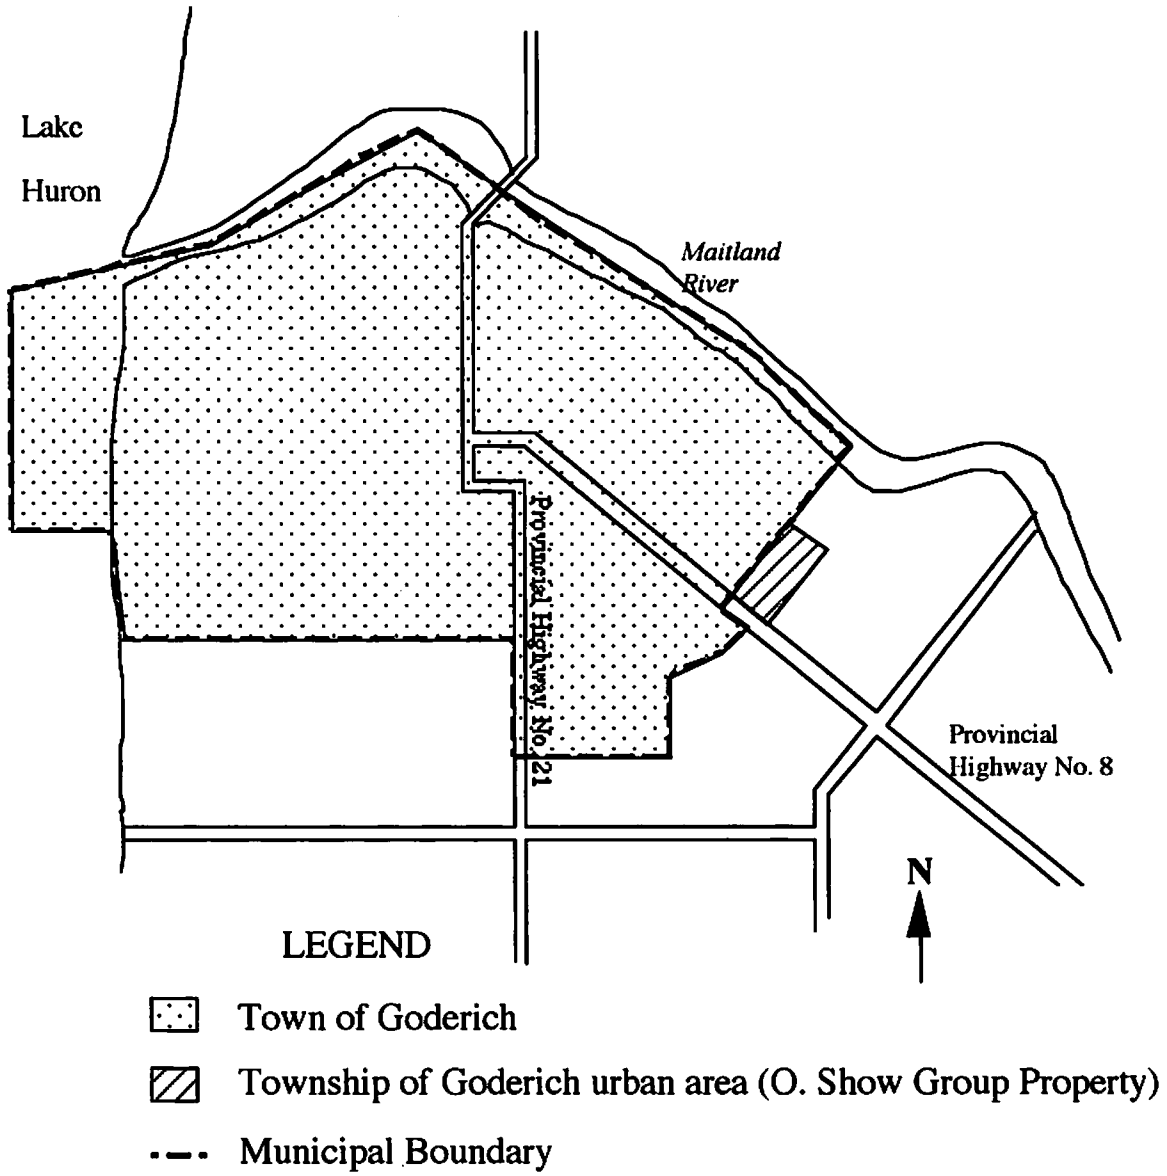 Lake
Huron
Maitland
River
Provincial Highway No. 21
Provincial
Highway No. 8
N
LEGEND
Town of Goderich
Township of Goderich urban area (O. Show Group Property)
Municipal Boundary